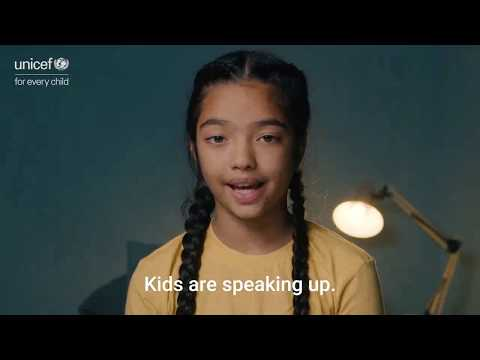 unicef
for every child
Kids are speaking up.